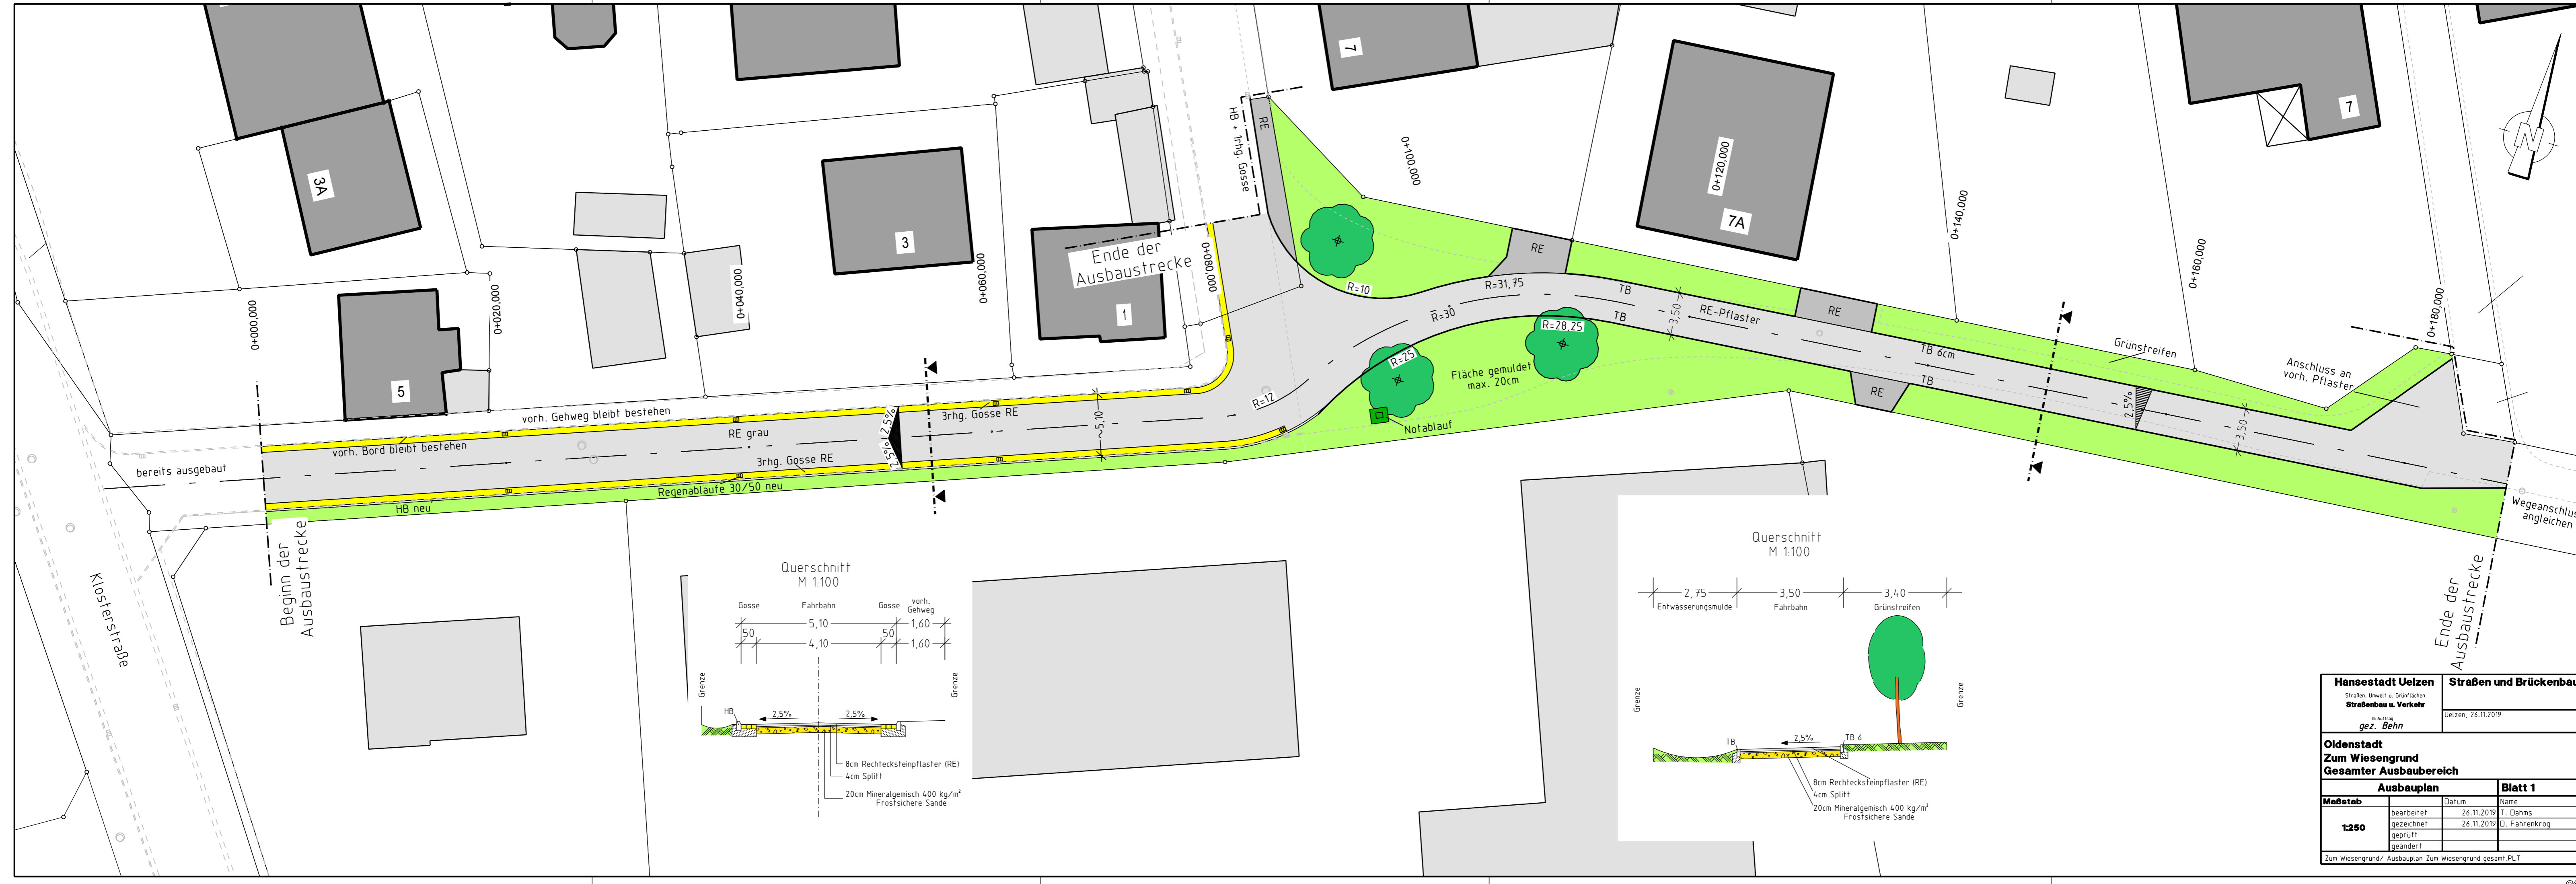 3A
5
3
1
7
7A
7
0+000,000
0+020,000
0+040,000
0+060,000
0+080,000
0+100,000
0+120,000
0+140,000
0+160,000
0+180,000
HB + 1rhg. Gosse
RE
Ende der
Ausbaustrecke
R=10
R=31,75
RE
TB
R=30
TB
3,50
RE-Pflaster
RE
R=28,25
R=25
R=12
Fläche gemuldet
max. 20cm
Notablauf
TB 6cm
TB
RE
Grünstreifen
Anschluss an
vorh. Pflaster
2,5%
3,50
Wegeanschlus
angleichen
Ende der
Ausbaustrecke
bereits ausgebaut
vorh. Gehweg bleibt bestehen
vorh. Bord bleibt bestehen
RE grau
2,5%
2,5%
3rhg. Gosse RE
3rhg. Gosse RE
~5,10
Regenabläufe 30/50 neu
HB neu
Beginn der
Ausbaustrecke
Klosterstraße
N
Querschnitt
M 1:100
Gosse Fahrbahn Gosse vorh.
Gehweg
5,10 1,60
50 4,10 50 1,60
Grenze
Grenze
HB
2,5% 2,5%
8cm Rechtecksteinpflaster (RE)
4cm Splitt
20cm Mineralgemisch 400 kg/m²
Frostsichere Sande
Querschnitt
M 1:100
2,75 3,50 3,40
Entwässerungsmulde Fahrbahn Grünstreifen
Grenze
Grenze
TB 2,5% TB 6
8cm Rechtecksteinpflaster (RE)
4cm Splitt
20cm Mineralgemisch 400 kg/m²
Frostsichere Sande
Hansestadt Uelzen
Straßen, Umwelt u. Grünflächen
Straßenbau u. Verkehr
Im Auftrag
gez. Behn
Straßen und Brückenbau
Uelzen, 26.11.2019
Oldenstadt
Zum Wiesengrund
Gesamter Ausbaubereich
Ausbauplan Blatt 1
Maßstab Datum Name
1:250
bearbeitet 26.11.2019 T. Dahms
gezeichnet 26.11.2019 D. Fahrenkrog
geprüft
geändert
Zum Wiesengrund/ Ausbauplan Zum Wiesengrund gesamt.PLT